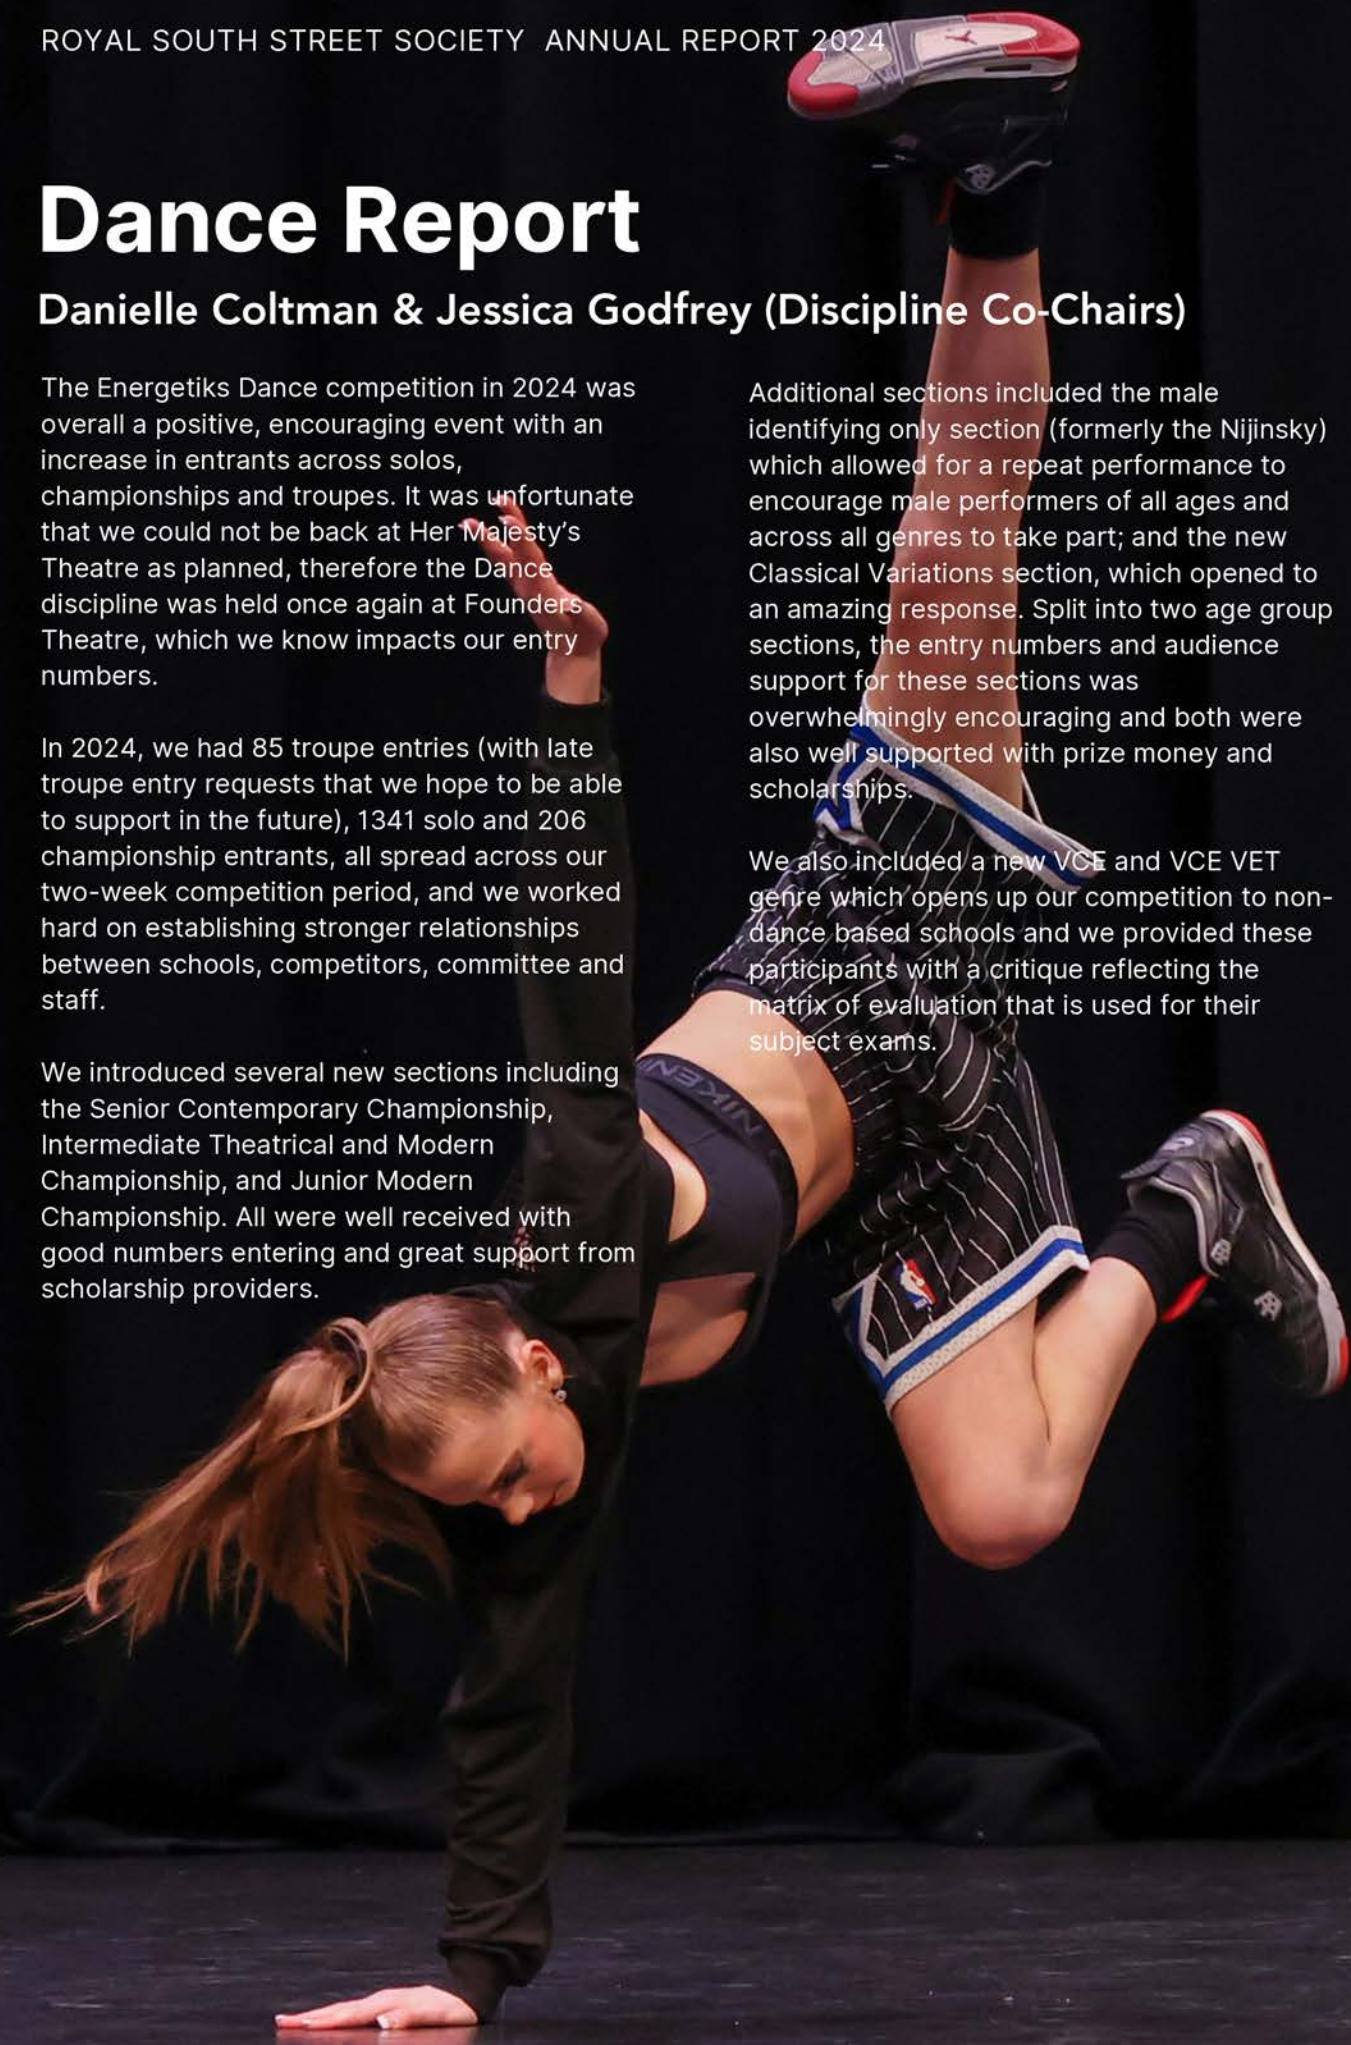 ROYAL SOUTH STREET SOCIETY ANNUAL REPORT 2024
Dance Report
Danielle Coltman & Jessica Godfrey (Discipline Co-Chairs)
The Energetiks Dance competition in 2024 was
overall a positive, encouraging event with an
increase in entrants across solos,
championships and troupes. It was unfortunate
that we could not be back at Her Majesty’s
Theatre as planned, therefore the Dance
discipline was held once again at Founders
Theatre, which we know impacts our entry
numbers.
In 2024, we had 85 troupe entries (with late
troupe entry requests that we hope to be able
to support in the future), 1341 solo and 206
championship entrants, all spread across our
two-week competition period, and we worked
hard on establishing stronger relationships
between schools, competitors, committee and
staff.
We introduced several new sections including
the Senior Contemporary Championship,
Intermediate Theatrical and Modern
Championship, and Junior Modern
Championship. All were well received with
good numbers entering and great support from
scholarship providers.
Additional sections included the male
identifying only section (formerly the Nijinsky)
which allowed for a repeat performance to
encourage male performers of all ages and
across all genres to take part; and the new
Classical Variations section, which opened to
an amazing response. Split into two age group
sections, the entry numbers and audience
support for these sections was
overwhelmingly encouraging and both were
also well supported with prize money and
scholarships.
We also included a new VCE and VCE VET
genre which opens up our competition to non-
dance based schools and we provided these
participants with a critique reflecting the
matrix of evaluation that is used for their
subject exams.